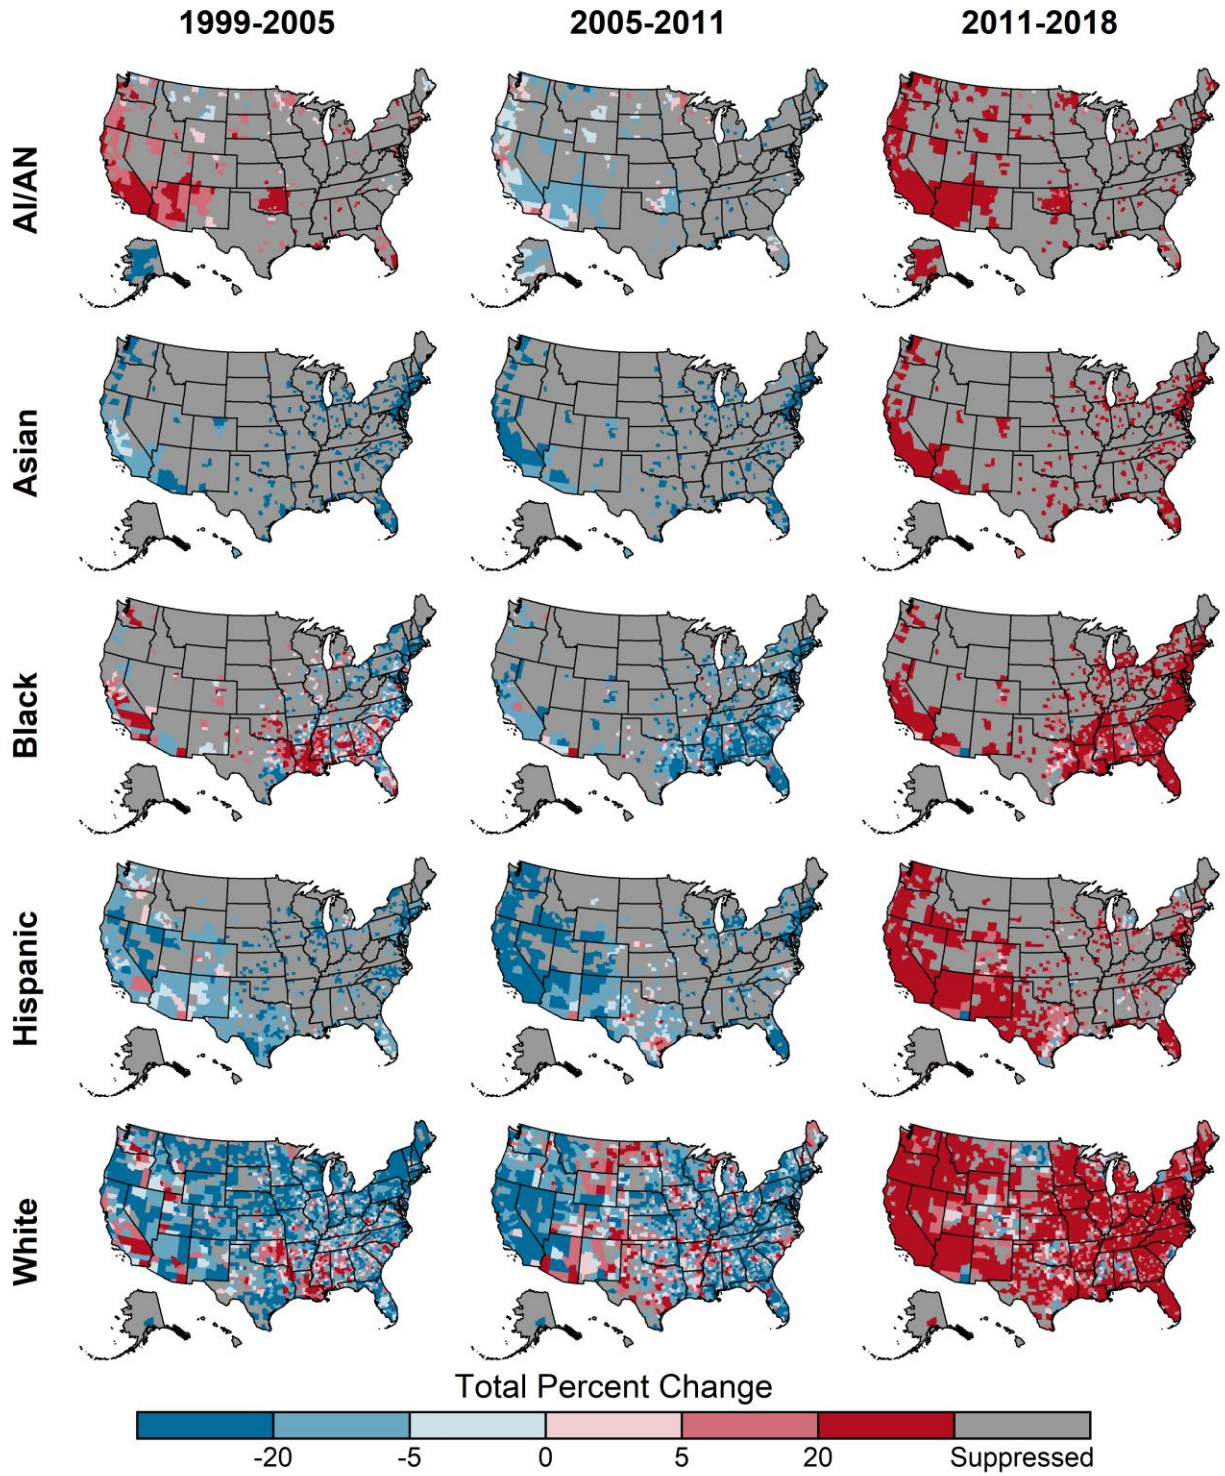 1999-2005 2005-2011 2011-2018
AI/AN
Asian
Black
Hispanic
White
Total Percent Change
-20 -5 0 5 20 Suppressed